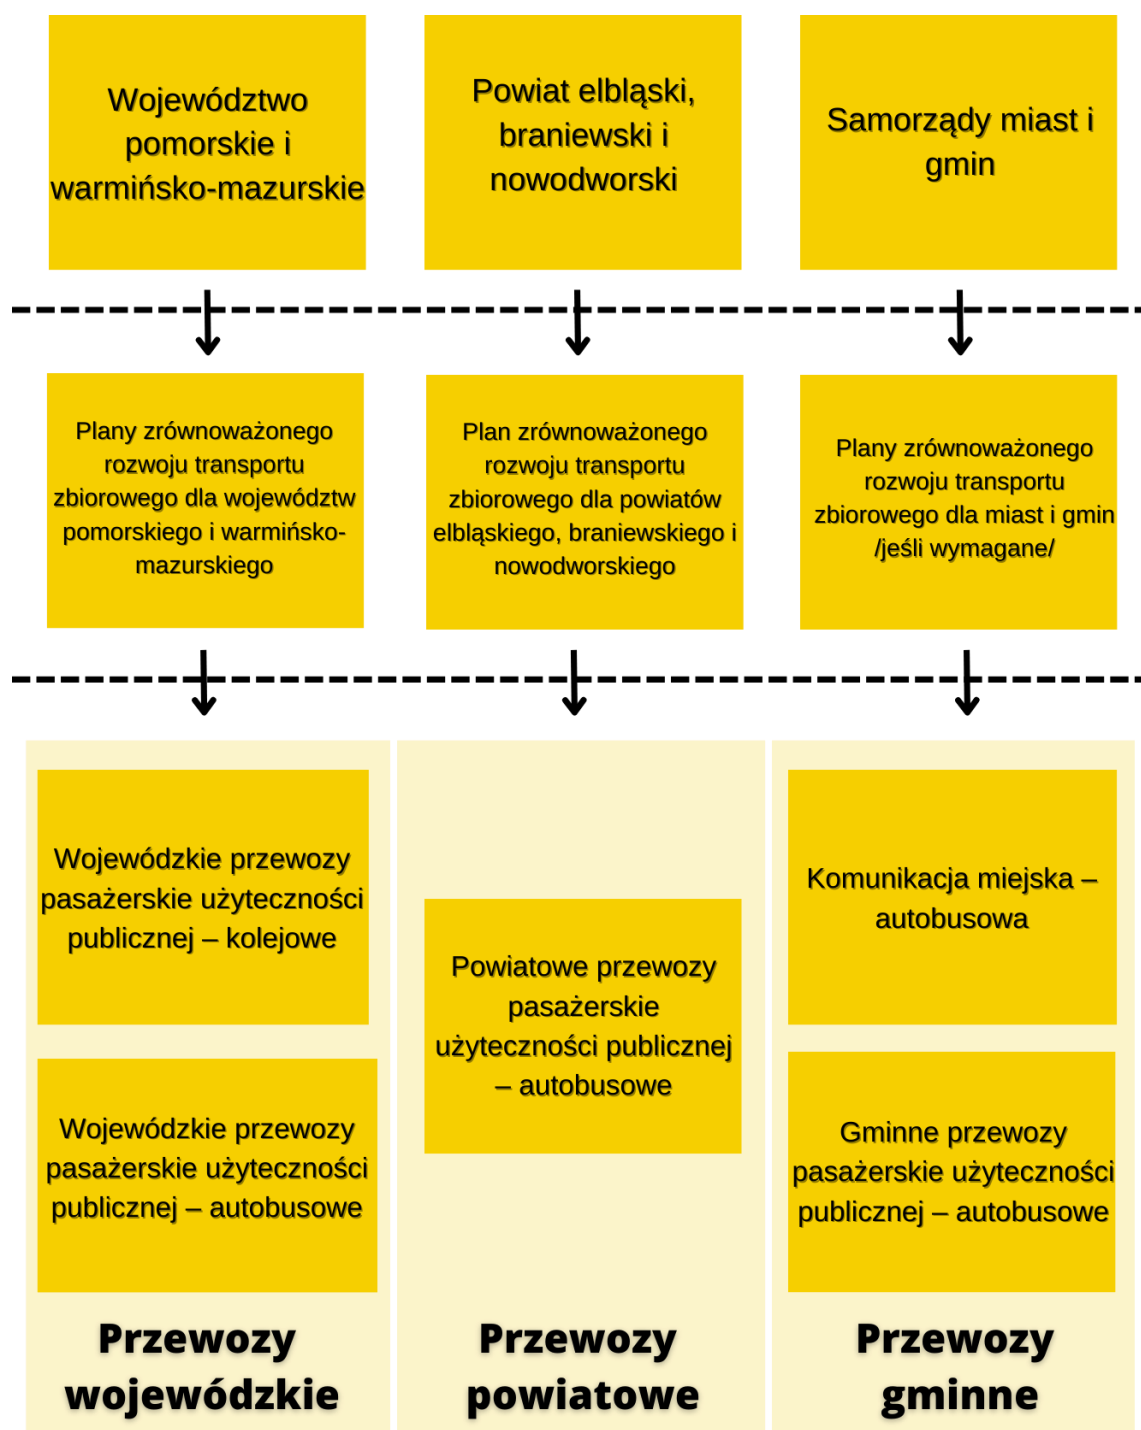 Województwo
pomorskie i
warmińsko-mazurskie
Powiat elbląski,
braniewski i
nowodworski
Samorządy miast i
gmin
Plany zrównoważonego
rozwoju transportu
zbiorowego dla województw
pomorskiego i warmińsko-
mazurskiego
Plan zrównoważonego
rozwoju transportu
zbiorowego dla powiatów
elbląskiego, braniewskiego i
nowodworskiego
Plany zrównoważonego
rozwoju transportu
zbiorowego dla miast i gmin
/jeśli wymagane/
Wojewódzkie przewozy
pasażerskie użyteczności
publicznej – kolejowe
Wojewódzkie przewozy
pasażerskie użyteczności
publicznej – autobusowe
Przewozy
wojewódzkie
Powiatowe przewozy
pasażerskie
użyteczności publicznej
– autobusowe
Przewozy
powiatowe
Komunikacja miejska –
autobusowa
Gminne przewozy
pasażerskie użyteczności
publicznej – autobusowe
Przewozy
gminne